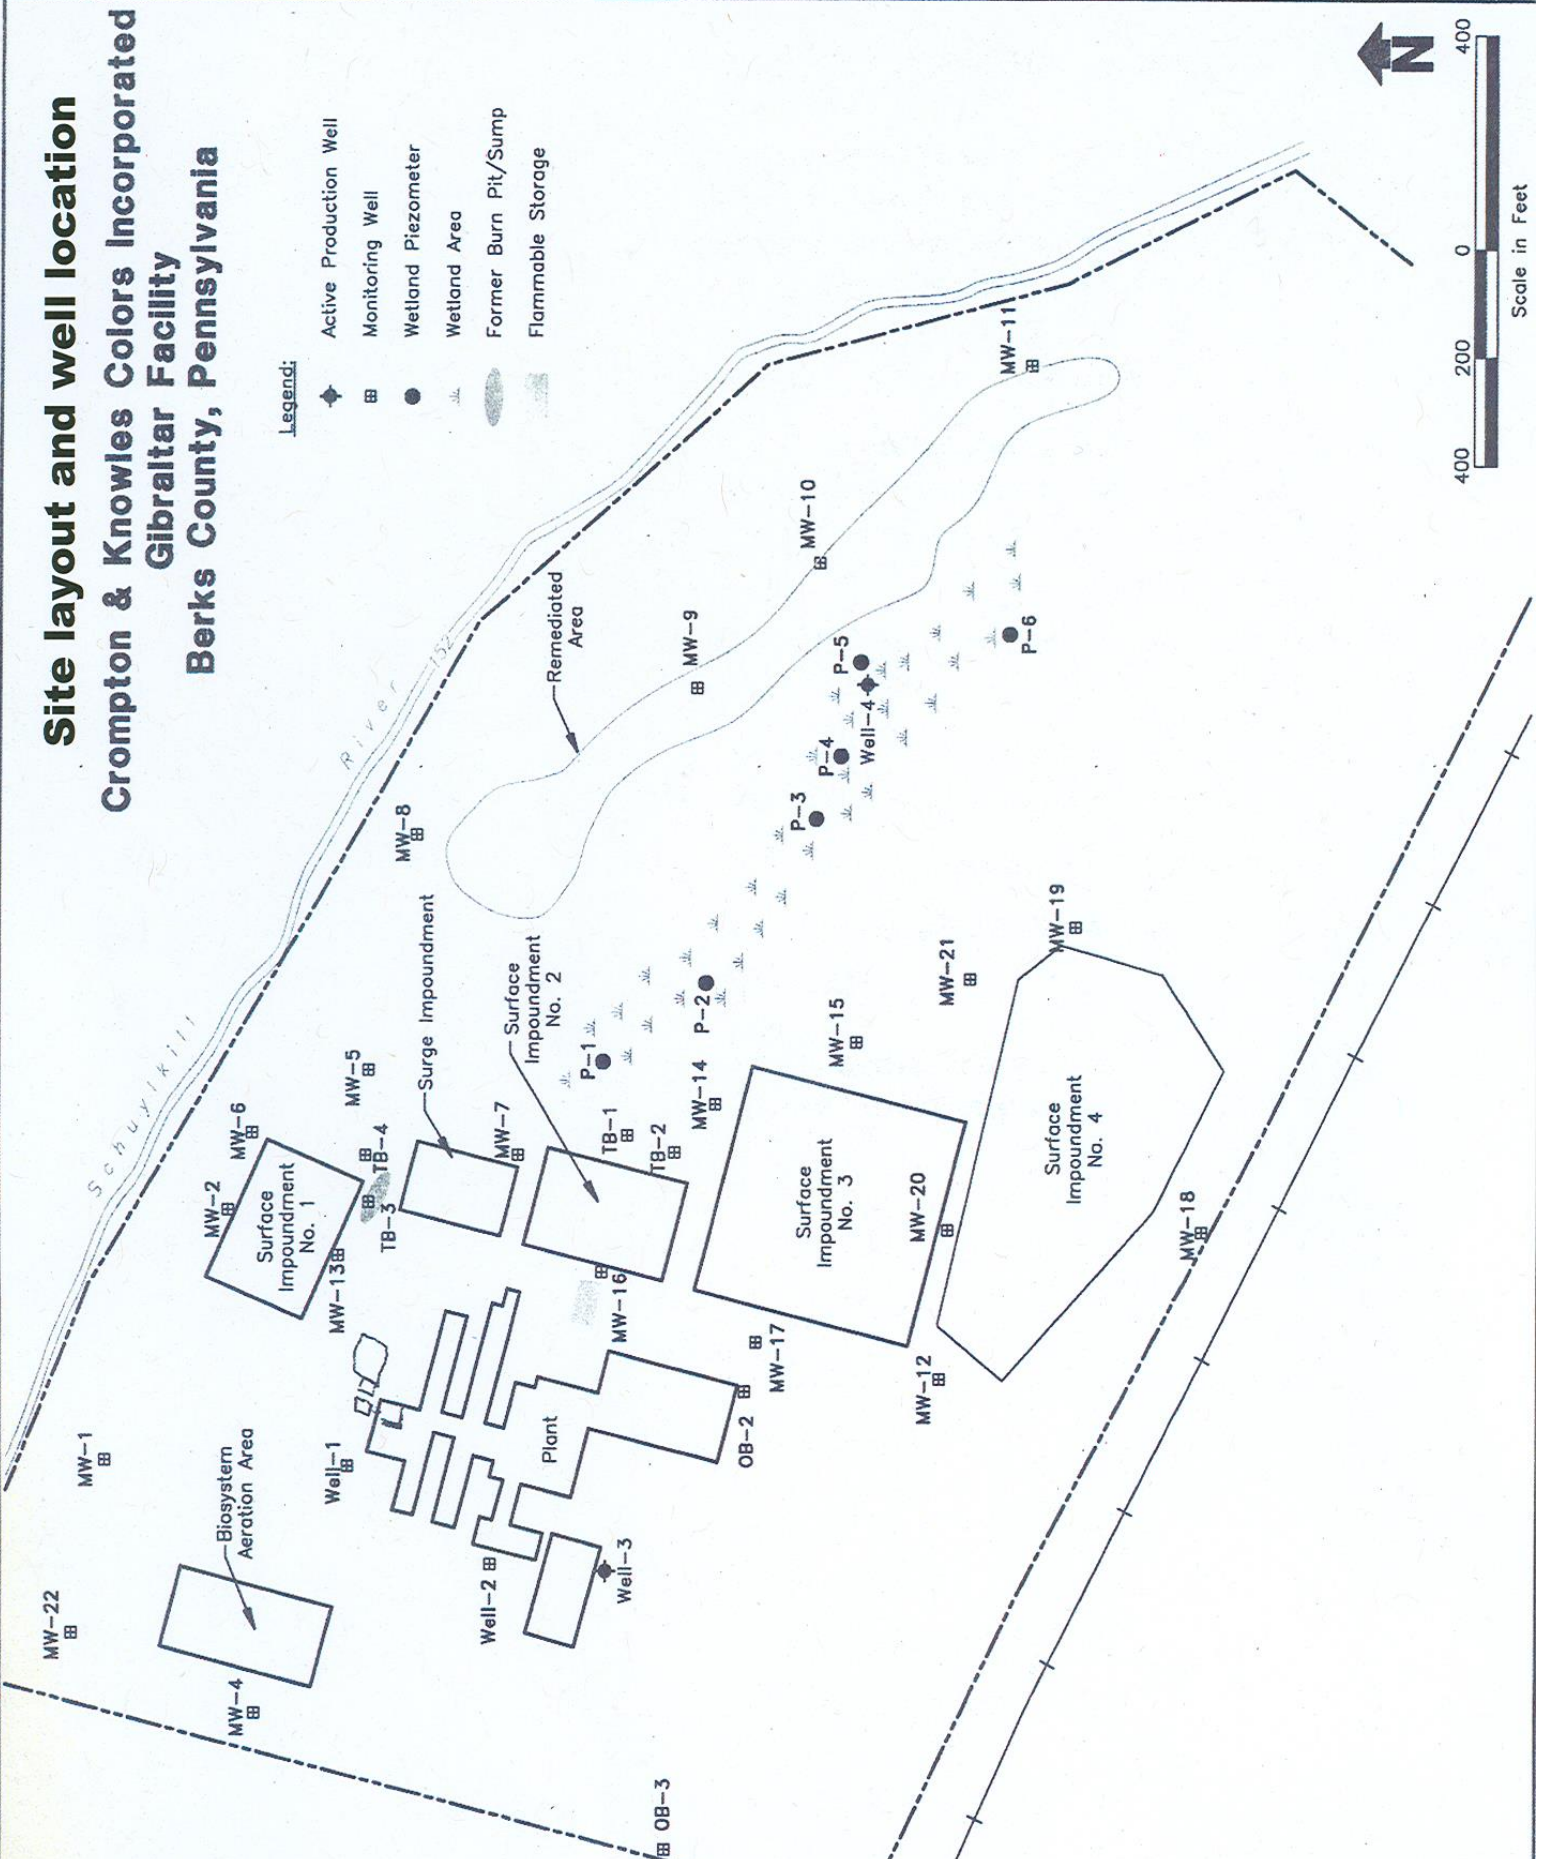 Site layout and well location
Crompton & Knowles Colors Incorporated
Gibraltar Facility
Berks County, Pennsylvania
Legend:
Active Production Well
Monitoring Well
Wetland Piezometer
Wetland Area
Former Burn Pit/Sump
Flammable Storage
Schuylkill
River
152
MW-22
MW-1
MW-4
Biosystem
Aeration Area
OB-3
MW-2
MW-6
Surface
Impoundment
No. 1
MW-13
MW-5
TB-4
TB-3
Surge Impoundment
MW-7
MW-8
Surface
Impoundment
No. 2
Remediated
Area
MW-9
MW-10
MW-11
Well-1
Well-2
Well-3
Plant
OB-2
MW-16
MW-17
TB-1
TB-2
MW-14
P-1
P-2
P-3
P-4
Well-4
P-5
P-6
MW-15
Surface
Impoundment
No. 3
MW-20
MW-12
MW-21
MW-19
Surface
Impoundment
No. 4
MW-18
N
400
200
0
400
Scale in Feet